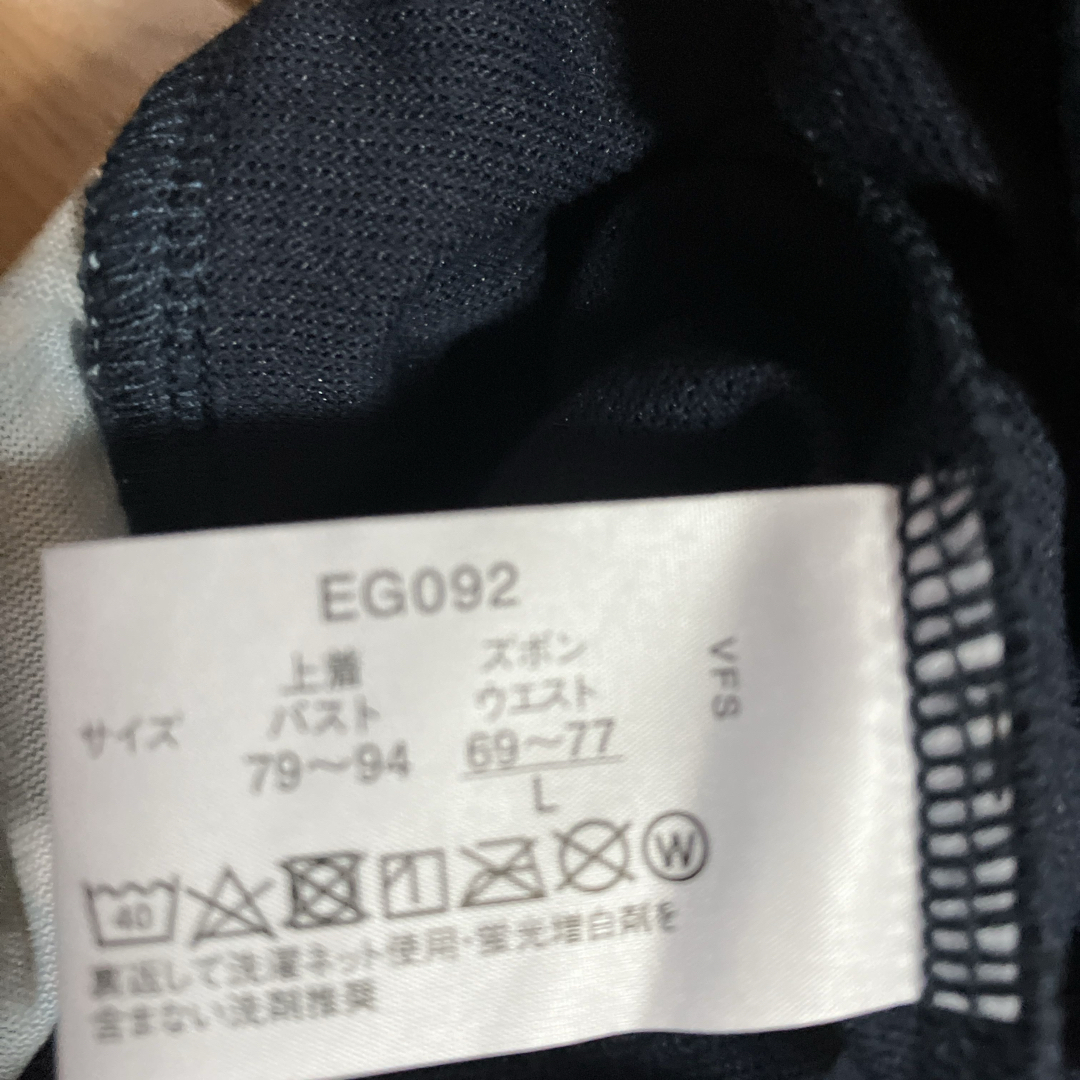 EG092
サイズ
上着
バスト
79〜94
ズボン
ウエスト
69〜77
L
VFS
40
W
裏返して洗濯ネット使用・蛍光増白剤を
含まない洗剤推奨